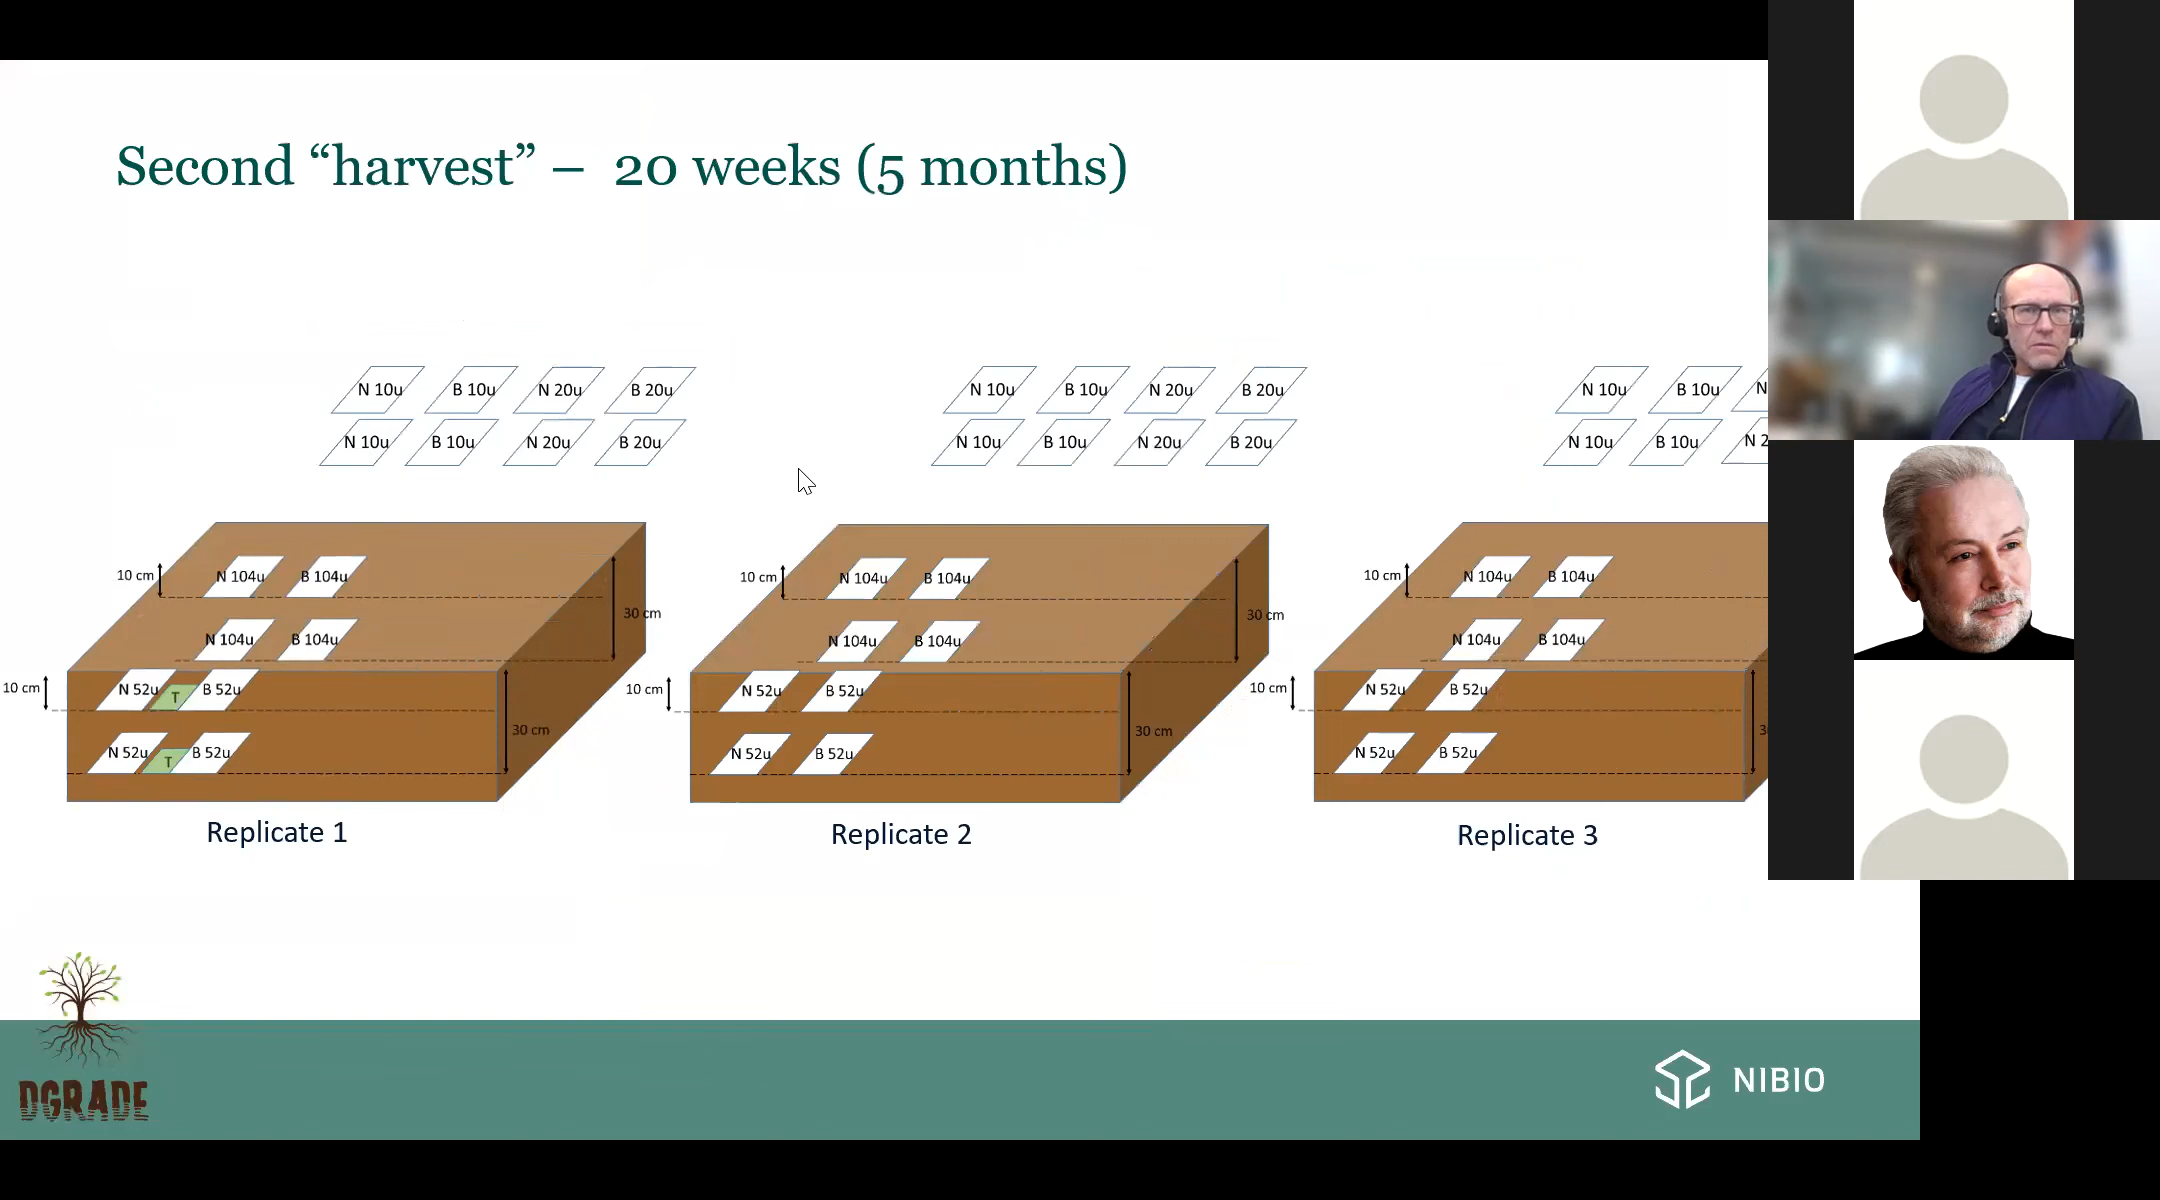 Second “harvest” – 20 weeks (5 months)
N 10u B 10u N 20u B 20u
N 10u B 10u N 20u B 20u
10 cm N 104u B 104u
30 cm
N 104u B 104u
10 cm N 52u T B 52u
30 cm
N 52u T B 52u
Replicate 1
N 10u B 10u N 20u B 20u
N 10u B 10u N 20u B 20u
10 cm N 104u B 104u
30 cm
N 104u B 104u
10 cm N 52u B 52u
30 cm
N 52u B 52u
Replicate 2
N 10u B 10u N
N 10u B 10u N 2
10 cm N 104u B 104u
N 104u B 104u
10 cm N 52u B 52u
3
N 52u B 52u
Replicate 3
DGRADE
NIBIO